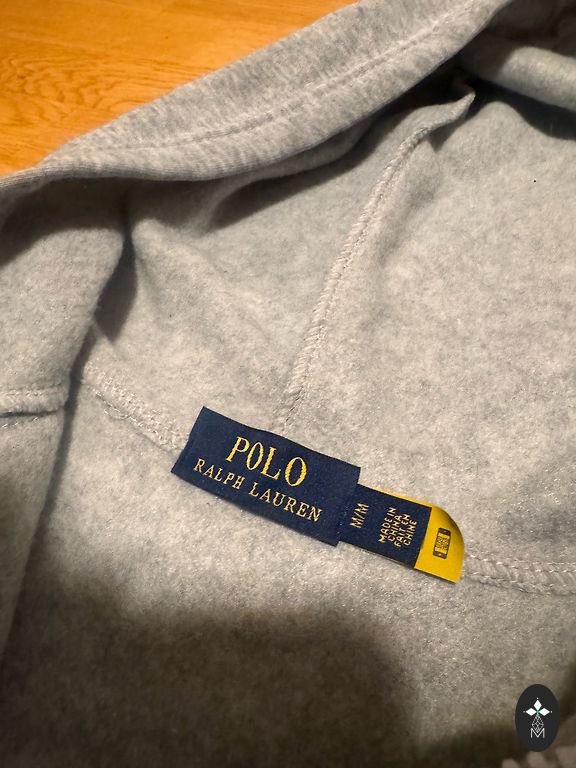 POLO
RALPH LAUREN
M/M
MADE IN
CHINA
FAIT EN
CHINE
M